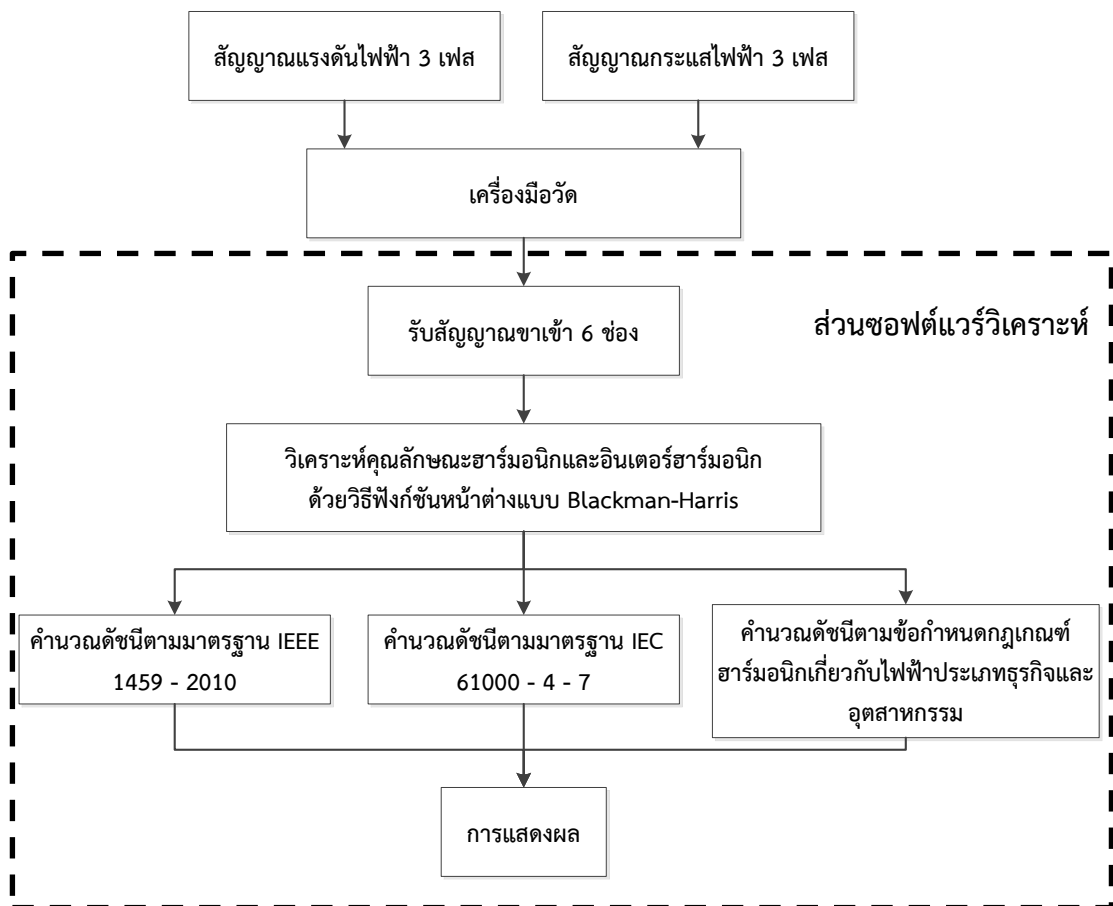 สัญญาณแรงดันไฟฟ้า 3 เฟส
สัญญาณกระแสไฟฟ้า 3 เฟส
เครื่องมือวัด
ส่วนซอฟต์แวร์วิเคราะห์
รับสัญญาณขาเข้า 6 ช่อง
วิเคราะห์คุณลักษณะฮาร์มอนิกและอินเตอร์ฮาร์มอนิก
ด้วยวิธีฟังก์ชันหน้าต่างแบบ Blackman-Harris
คำนวณดัชนีตามมาตรฐาน IEEE
1459 - 2010
คำนวณดัชนีตามมาตรฐาน IEC
61000 - 4 - 7
คำนวณดัชนีตามข้อกำหนดกฎเกณฑ์
ฮาร์มอนิกเกี่ยวกับไฟฟ้าประเภทธุรกิจและ
อุตสาหกรรม
การแสดงผล